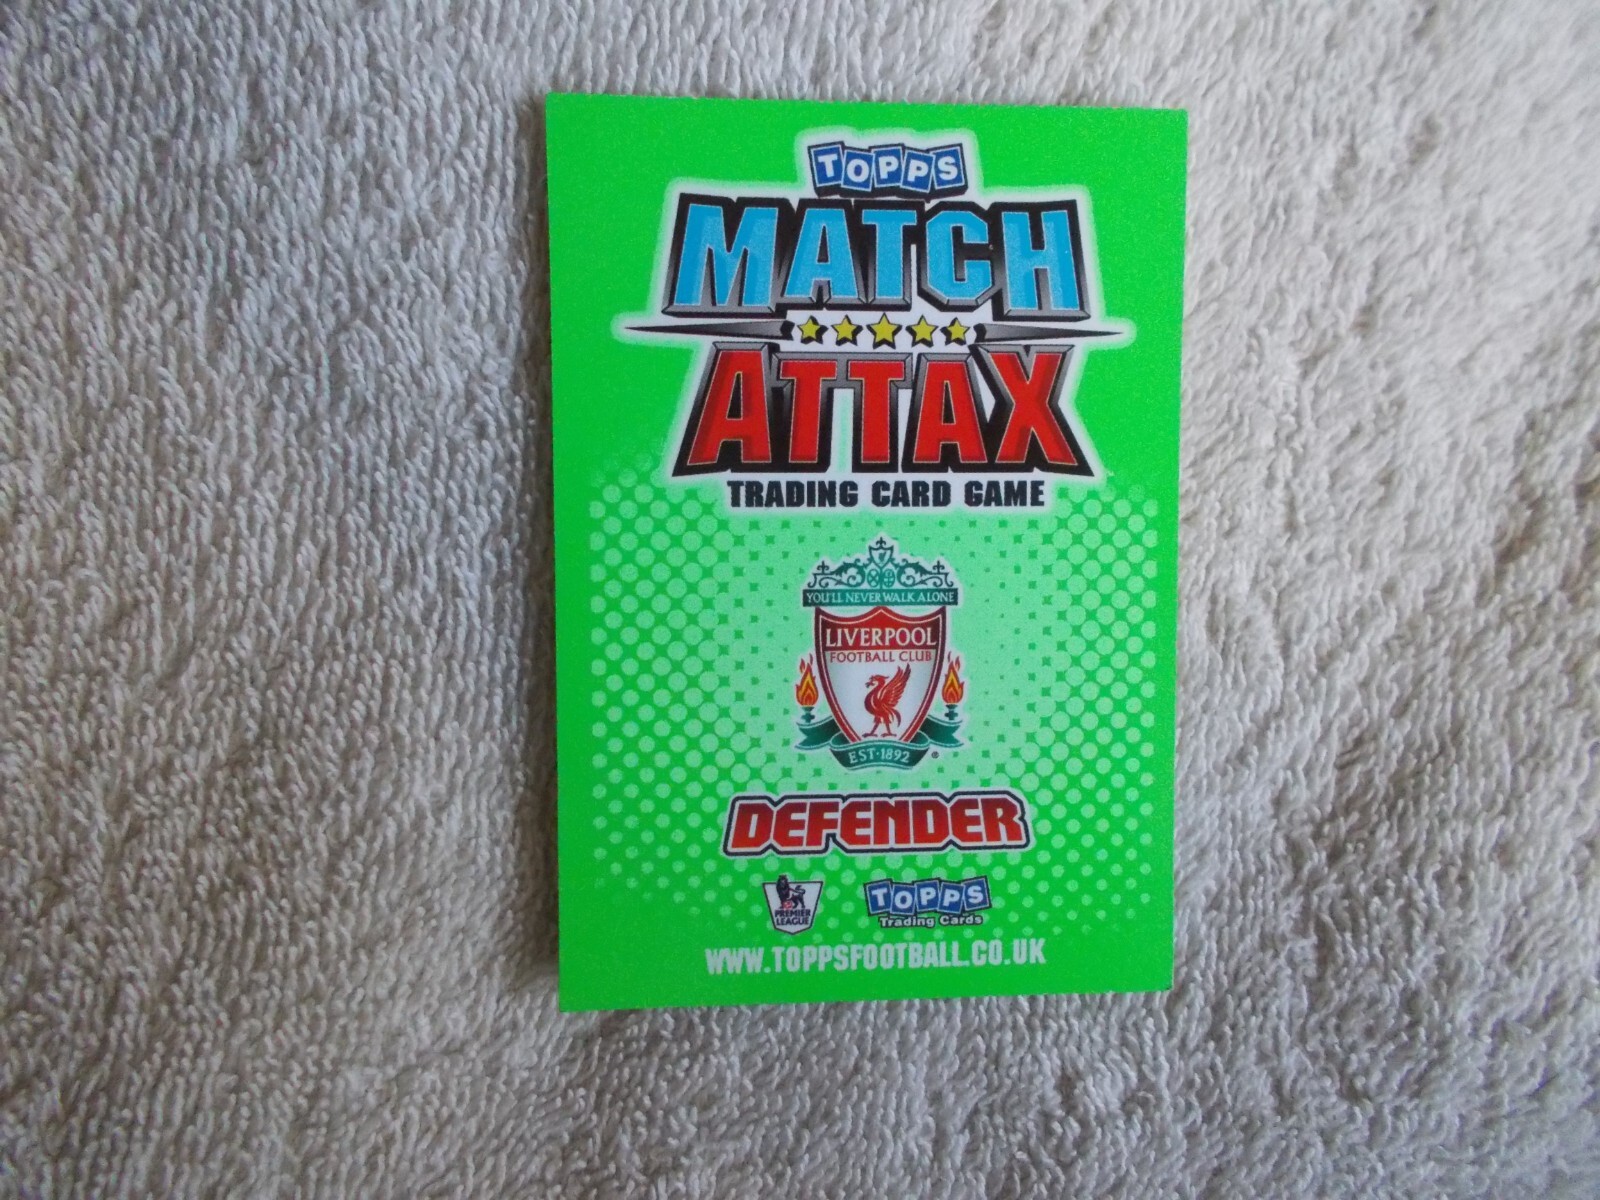 TOPPS
MATCH
ATTAX
TRADING CARD GAME
YOU'LL NEVER WALK ALONE
LIVERPOOL
FOOTBALL CLUB
EST·1892
DEFENDER
PREMIER
LEAGUE
TOPPS
Trading Cards
WWW.TOPPSFOOTBALL.CO.UK